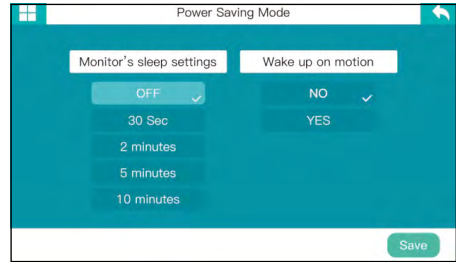 Power Saving Mode
Monitor's sleep settings
Wake up on motion
OFF
NO
30 Sec
YES
2 minutes
5 minutes
10 minutes
Save